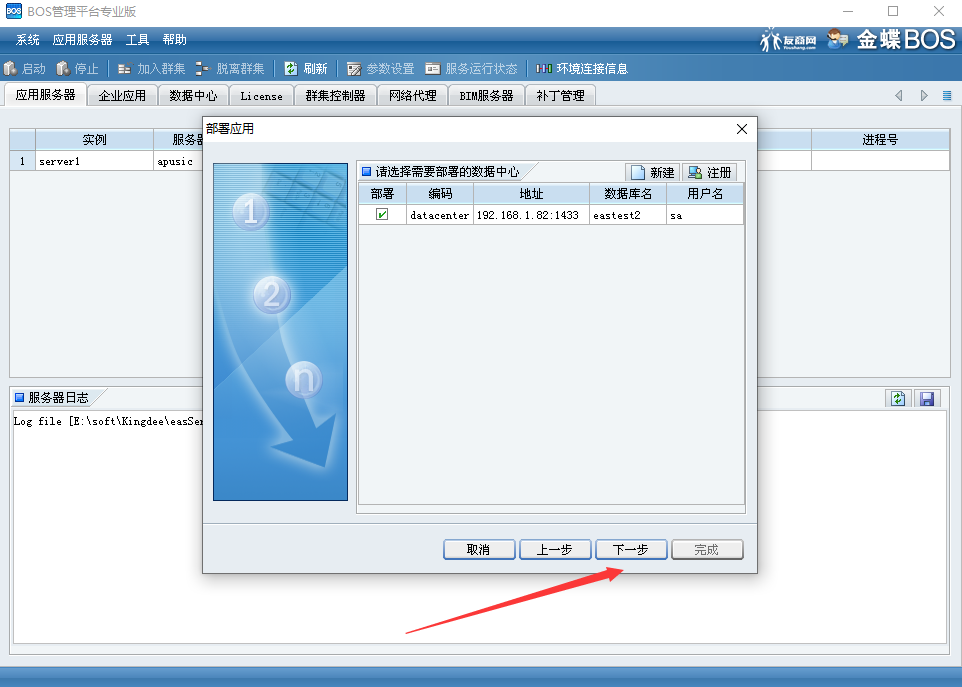 BOS BOS管理平台专业版
系统 应用服务器 工具 帮助
友商网 Youshang.com 金蝶BOS
启动 停止 加入群集 脱离群集 刷新 参数设置 服务运行状态 环境连接信息
应用服务器 企业应用 数据中心 License 群集控制器 网络代理 BIM服务器 补丁管理
实例 服务器 进程号
1 server1 apusic
部署应用
1
2
n
请选择需要部署的数据中心 新建 注册
部署 编码 地址 数据库名 用户名
datacenter 192.168.1.82:1433 eastest2 sa
取消 上一步 下一步 完成
服务器日志
Log file [E:\soft\Kingdee\easSer